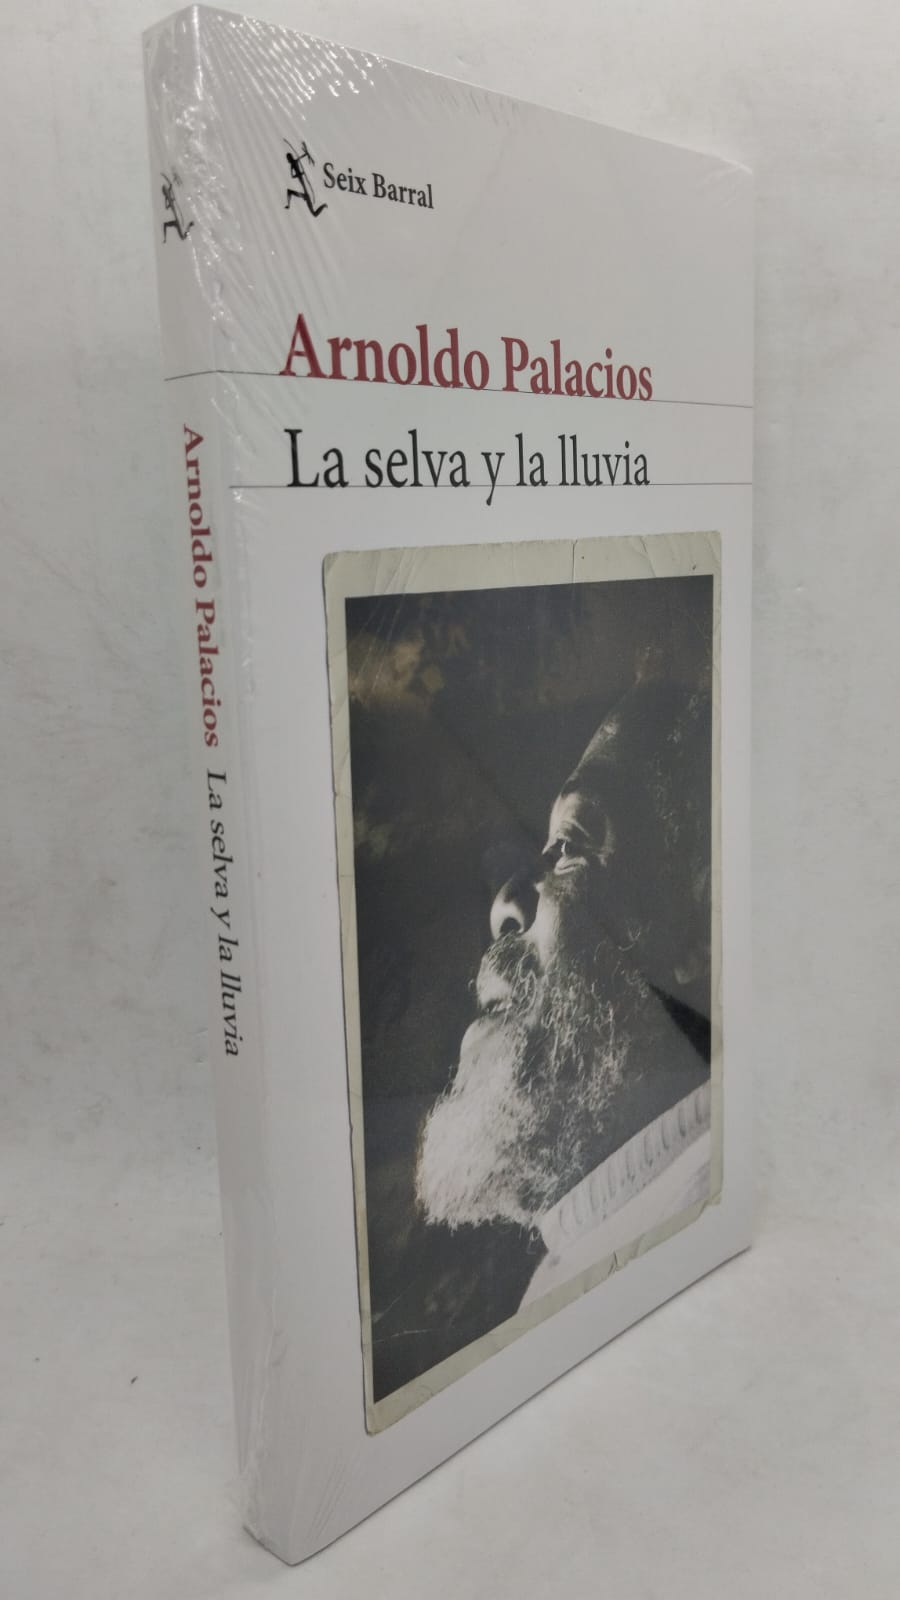 Seix Barral
Arnoldo Palacios
La selva y la lluvia
Arnoldo Palacios La selva y la lluvia